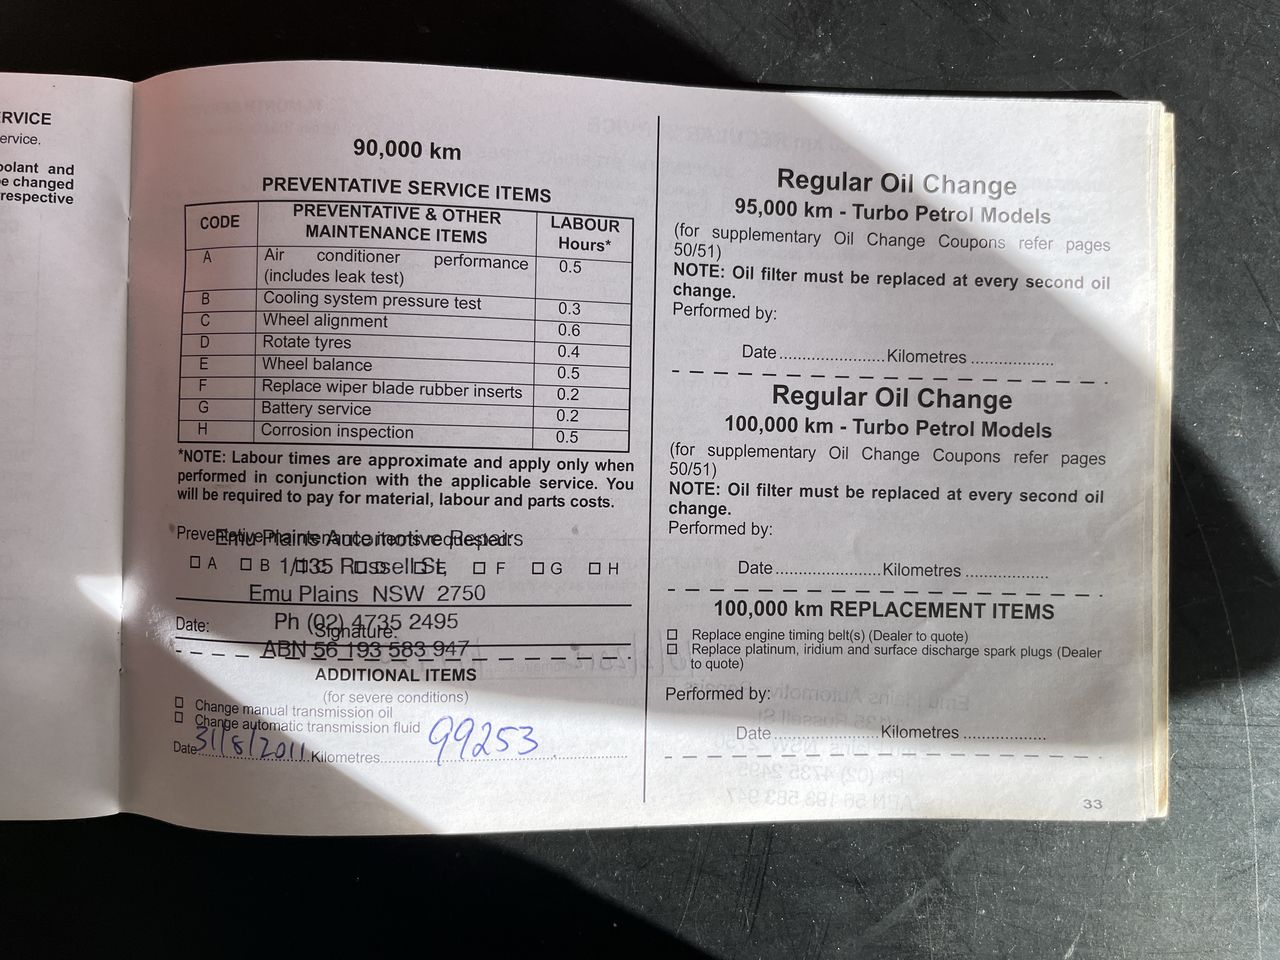 RVICE
ervice.
oolant and
e changed
respective
90,000 km
PREVENTATIVE SERVICE ITEMS
CODE PREVENTATIVE & OTHER MAINTENANCE ITEMS LABOUR Hours*
A Air conditioner performance (includes leak test) 0.5
B Cooling system pressure test 0.3
C Wheel alignment 0.6
D Rotate tyres 0.4
E Wheel balance 0.5
F Replace wiper blade rubber inserts 0.2
G Battery service 0.2
H Corrosion inspection 0.5
*NOTE: Labour times are approximate and apply only when
performed in conjunction with the applicable service. You
will be required to pay for material, labour and parts costs.
Preventative maintenance items requested:
Emu Plains Automotive Repairs
A B C D E F G H
1/135 Russell St,
Emu Plains NSW 2750
Ph (02) 4735 2495
Date: Signature:
ABN 56 193 583 947
ADDITIONAL ITEMS
(for severe conditions)
Change manual transmission oil
Change automatic transmission fluid
Date 31/8/2011 Kilometres 99253
Regular Oil Change
95,000 km - Turbo Petrol Models
(for supplementary Oil Change Coupons refer pages
50/51)
NOTE: Oil filter must be replaced at every second oil
change.
Performed by:
Date......................Kilometres .................
Regular Oil Change
100,000 km - Turbo Petrol Models
(for supplementary Oil Change Coupons refer pages
50/51)
NOTE: Oil filter must be replaced at every second oil
change.
Performed by:
Date......................Kilometres .................
100,000 km REPLACEMENT ITEMS
Replace engine timing belt(s) (Dealer to quote)
Replace platinum, iridium and surface discharge spark plugs (Dealer
to quote)
Performed by:
Date......................Kilometres .................
33